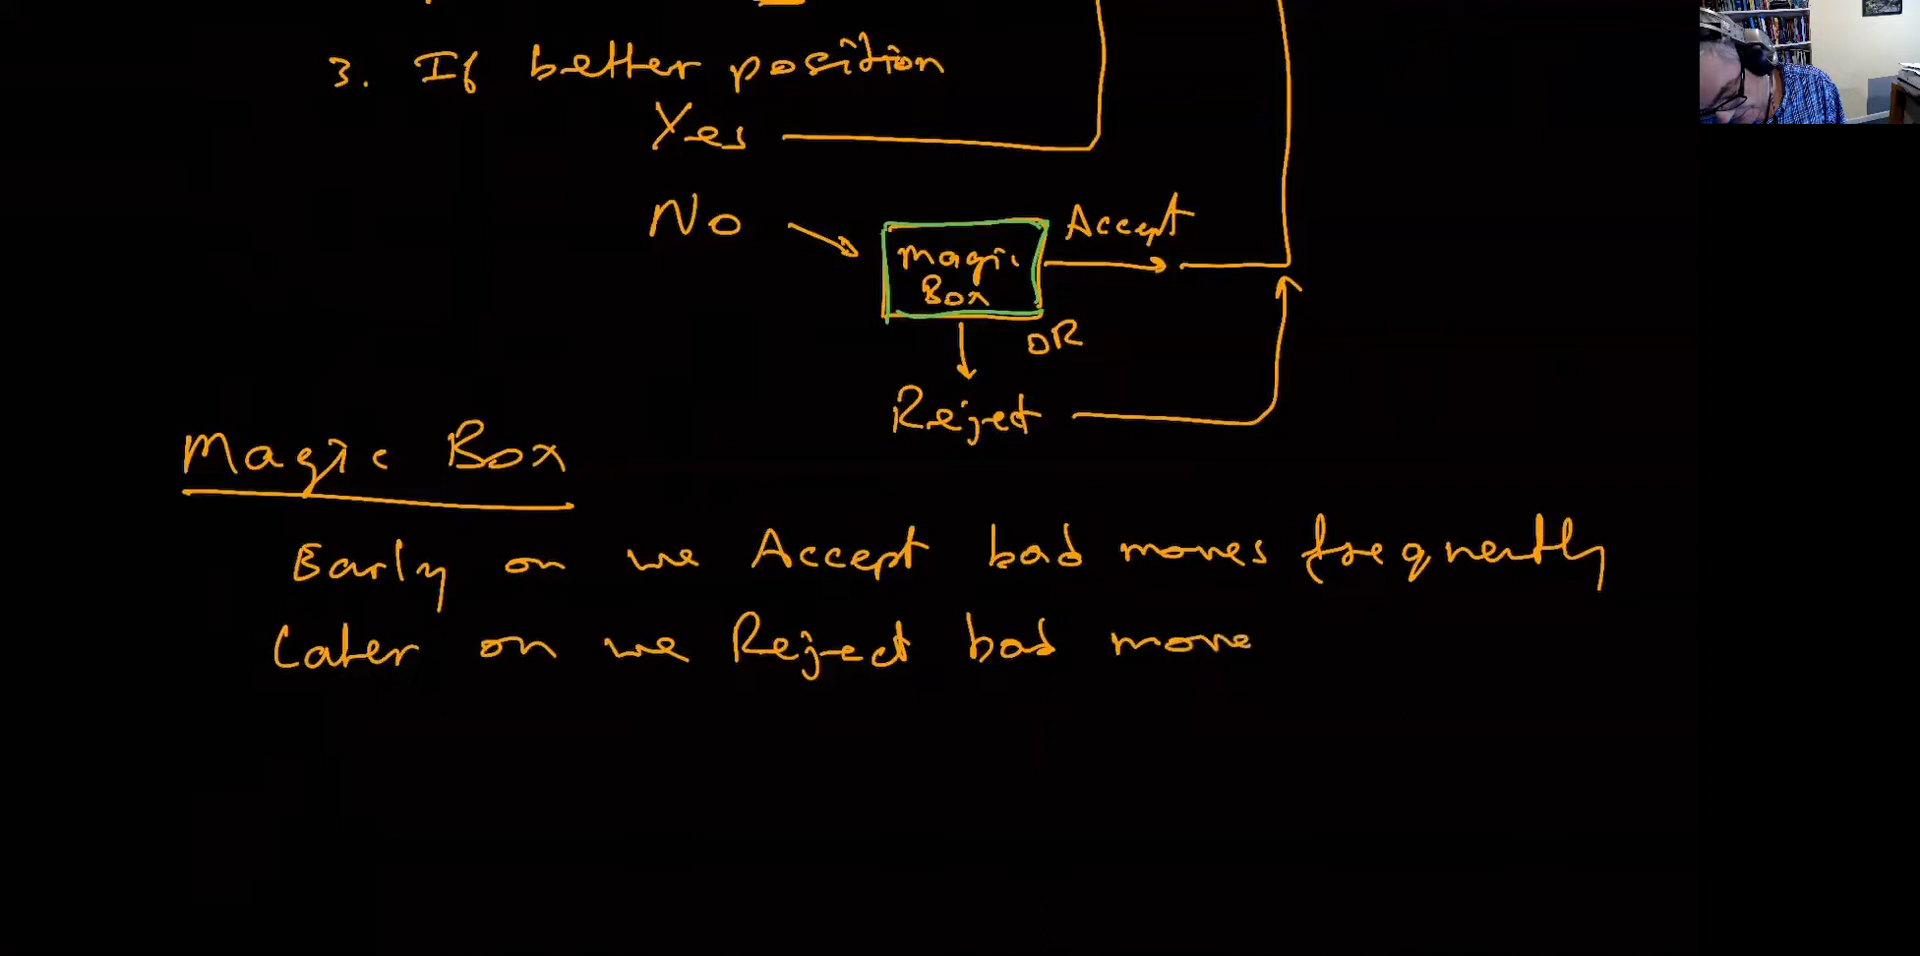 3. If better position
Yes
No
Magic
Box
Accept
OR
Reject
Magic Box
Early on we Accept bad moves frequently
Later on we Reject bad move